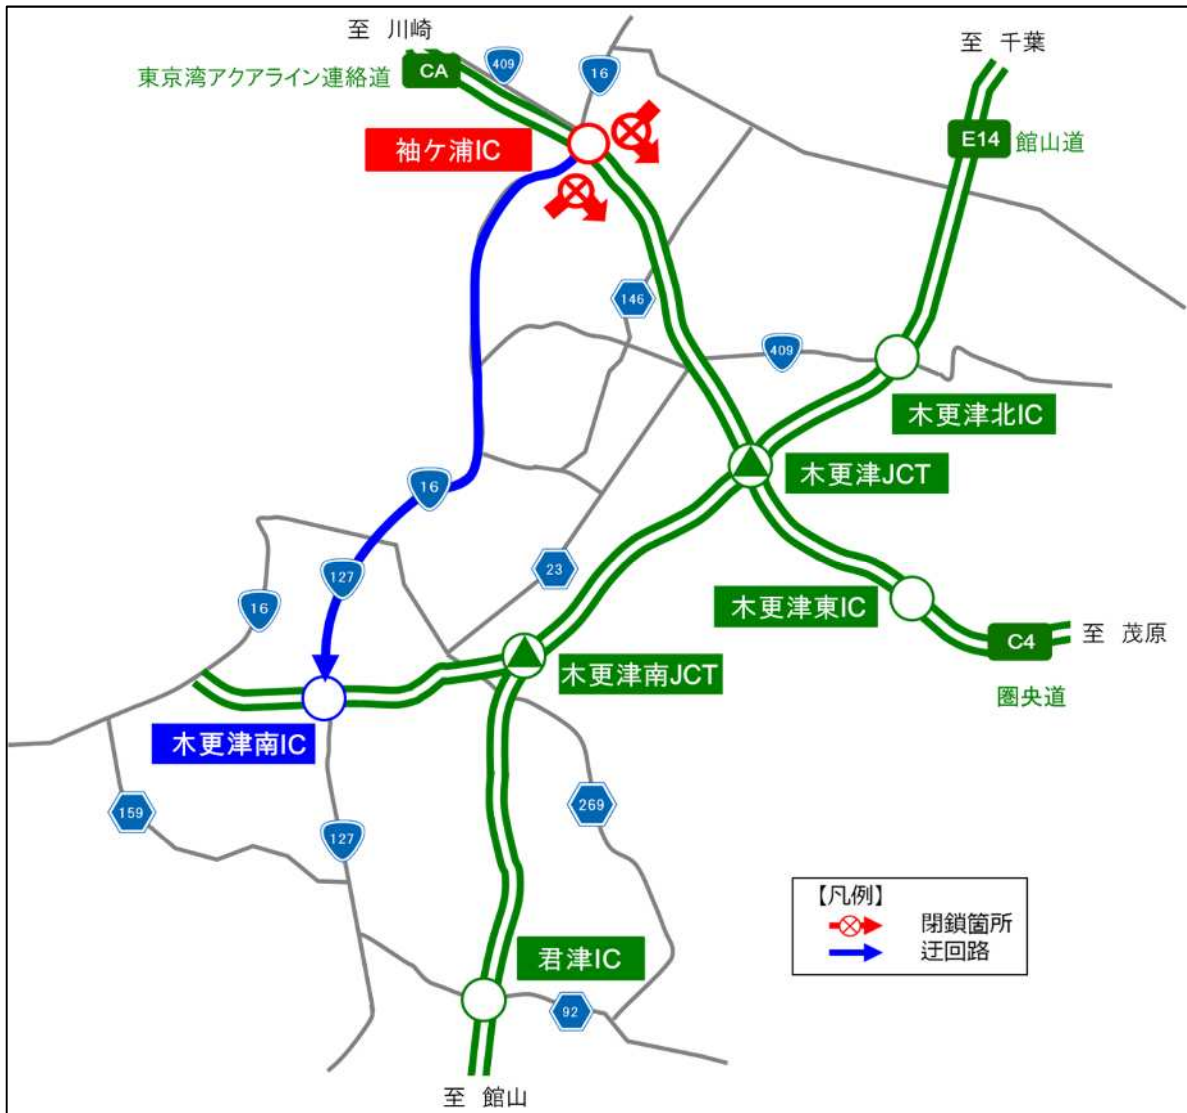 至 川崎
至 千葉
409
16
東京湾アクアライン連絡道
CA
袖ケ浦IC
E14
館山道
146
409
木更津北IC
木更津JCT
16
127
23
16
木更津東IC
C4
至 茂原
木更津南JCT
圏央道
木更津南IC
159
127
269
【凡例】
閉鎖箇所
迂回路
君津IC
92
至 館山